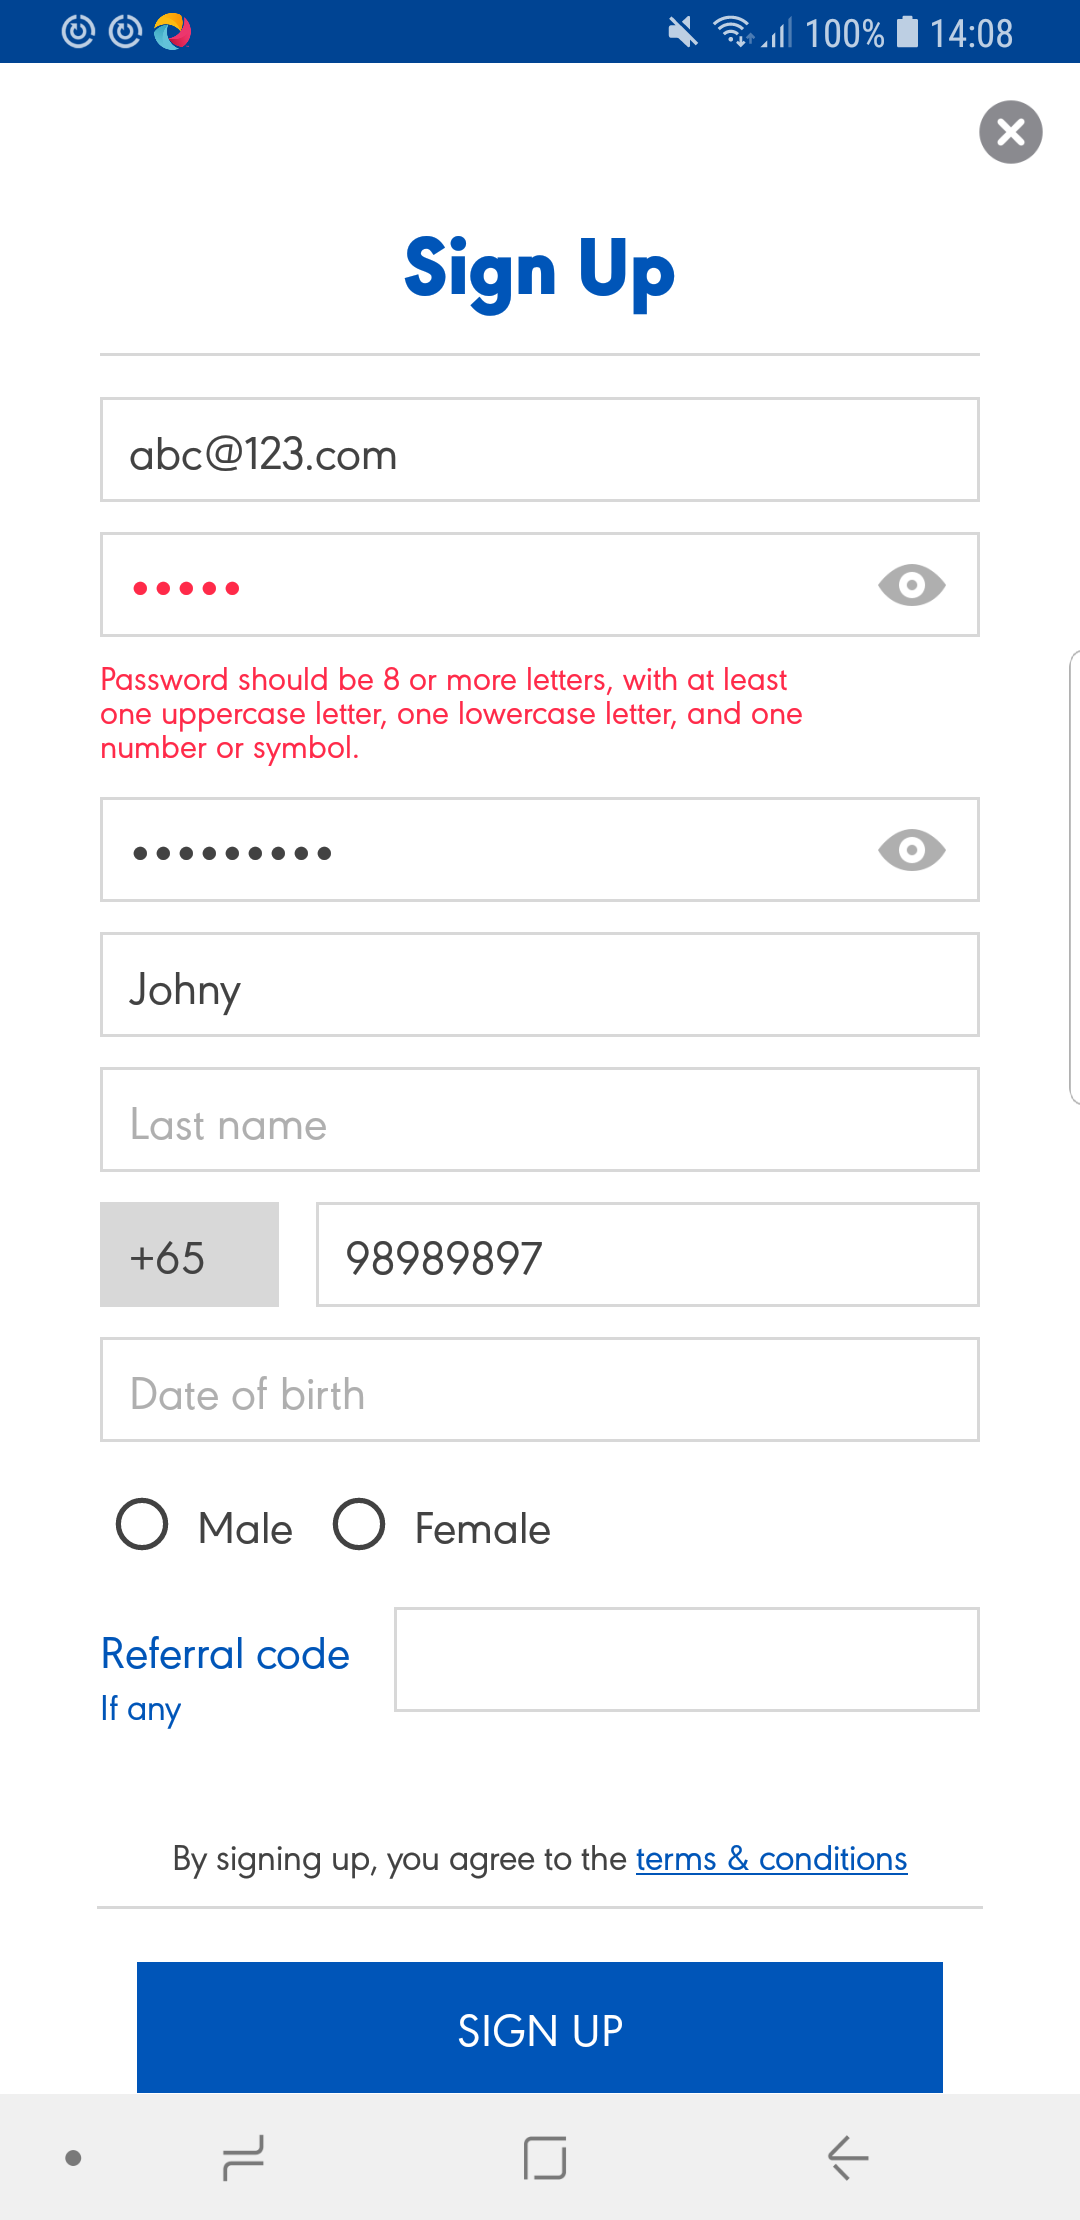 100% 14:08
Sign Up
abc@123.com
•••••
Password should be 8 or more letters, with at least
one uppercase letter, one lowercase letter, and one
number or symbol.
•••••••••
Johny
Last name
+65 98989897
Date of birth
Male Female
Referral code
If any
By signing up, you agree to the terms & conditions
SIGN UP